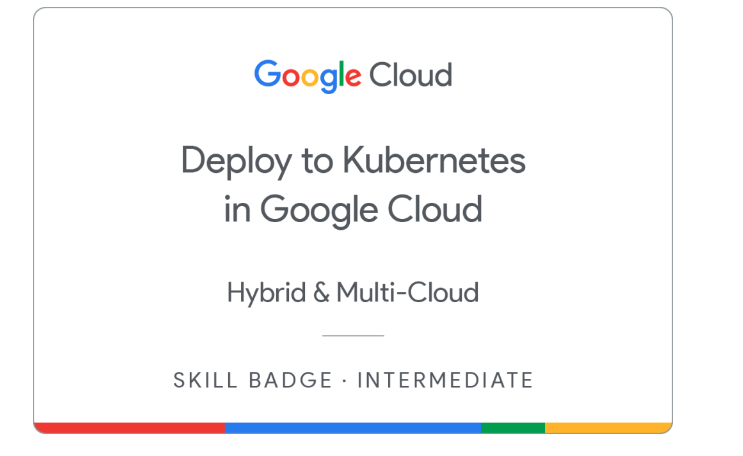 Google Cloud
Deploy to Kubernetes
in Google Cloud
Hybrid & Multi-Cloud
SKILL BADGE · INTERMEDIATE